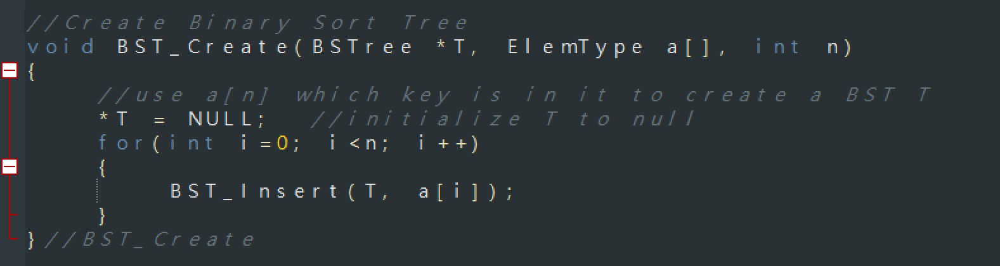 //Create Binary Sort Tree
void BST_Create(BSTree *T, ElemType a[], int n)
{
//use a[n] which key is in it to create a BST T
*T = NULL; //initialize T to null
for(int i=0; i<n; i++)
{
BST_Insert(T, a[i]);
}
}//BST_Create